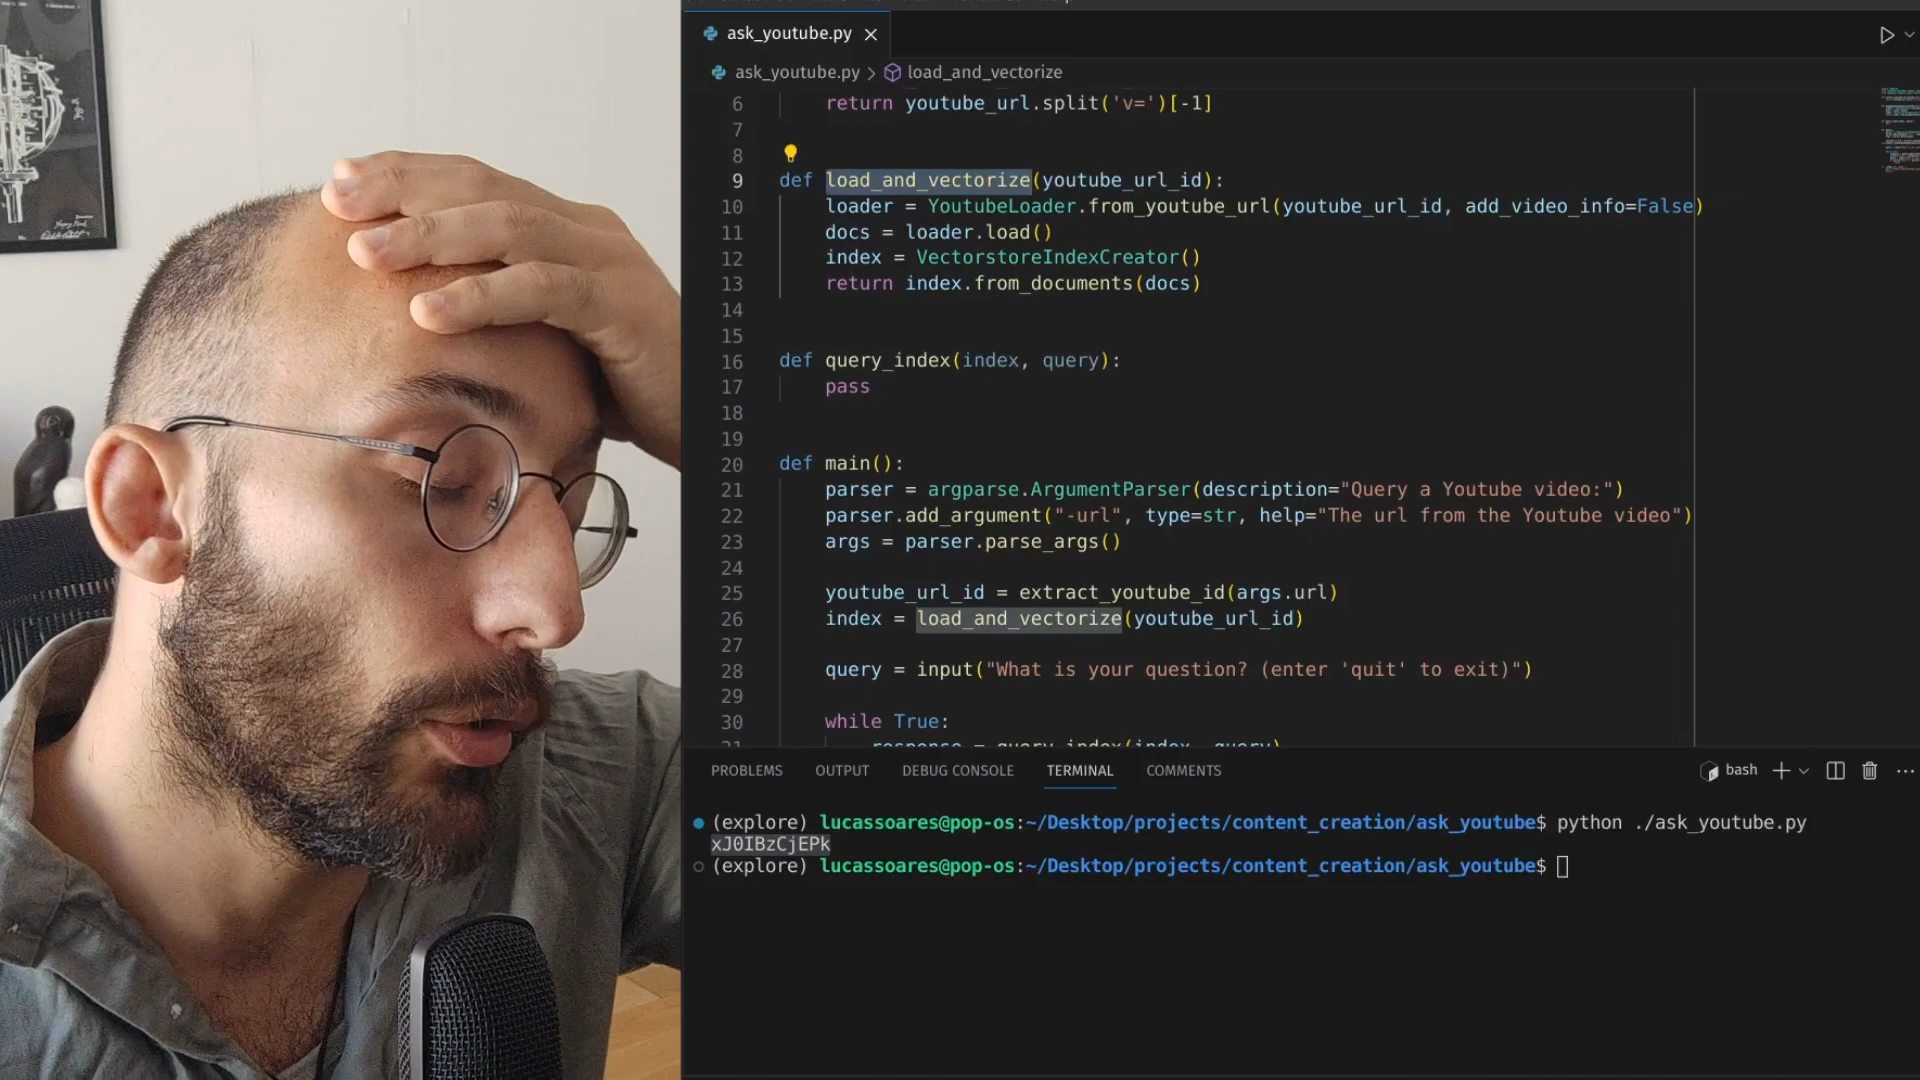 ask_youtube.py
ask_youtube.py > load_and_vectorize
6 return youtube_url.split('v=')[-1]
7
8
9 def load_and_vectorize(youtube_url_id):
10 loader = YoutubeLoader.from_youtube_url(youtube_url_id, add_video_info=False)
11 docs = loader.load()
12 index = VectorstoreIndexCreator()
13 return index.from_documents(docs)
14
15
16 def query_index(index, query):
17 pass
18
19
20 def main():
21 parser = argparse.ArgumentParser(description="Query a Youtube video:")
22 parser.add_argument("-url", type=str, help="The url from the Youtube video")
23 args = parser.parse_args()
24
25 youtube_url_id = extract_youtube_id(args.url)
26 index = load_and_vectorize(youtube_url_id)
27
28 query = input("What is your question? (enter 'quit' to exit)")
29
30 while True:
31 response = query_index(index, query)
PROBLEMS OUTPUT DEBUG CONSOLE TERMINAL COMMENTS bash
(explore) lucassoares@pop-os:~/Desktop/projects/content_creation/ask_youtube$ python ./ask_youtube.py
xJ0IBzCjEPk
(explore) lucassoares@pop-os:~/Desktop/projects/content_creation/ask_youtube$